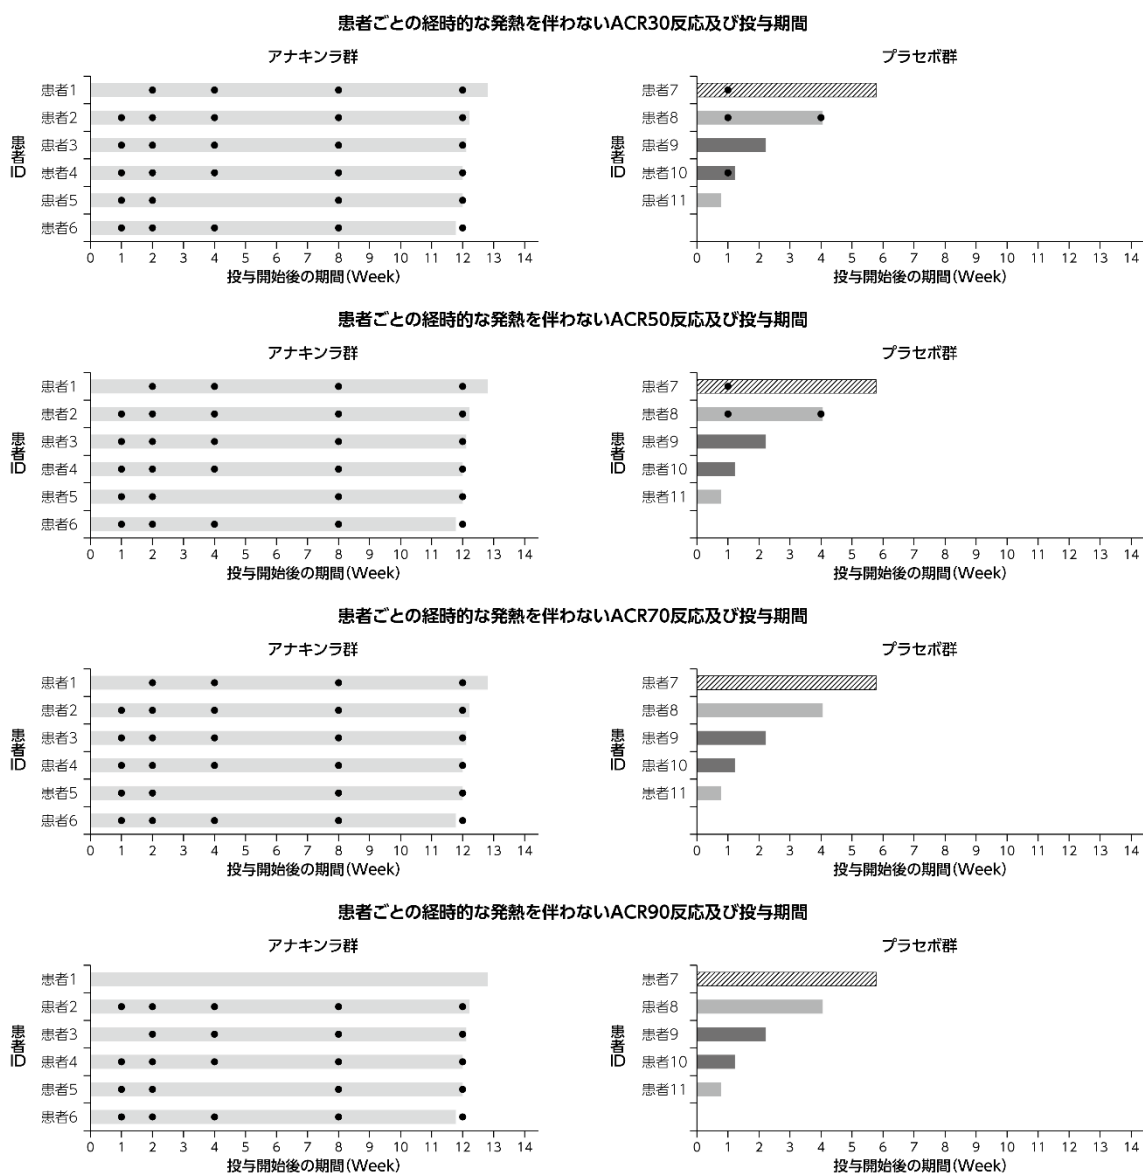 患者ごとの経時的な発熱を伴わないACR30反応及び投与期間
アナキンラ群
患者ID
患者1
患者2
患者3
患者4
患者5
患者6
0 1 2 3 4 5 6 7 8 9 10 11 12 13 14
投与開始後の期間(Week)
プラセボ群
患者ID
患者7
患者8
患者9
患者10
患者11
0 1 2 3 4 5 6 7 8 9 10 11 12 13 14
投与開始後の期間(Week)
患者ごとの経時的な発熱を伴わないACR50反応及び投与期間
アナキンラ群
患者ID
患者1
患者2
患者3
患者4
患者5
患者6
0 1 2 3 4 5 6 7 8 9 10 11 12 13 14
投与開始後の期間(Week)
プラセボ群
患者ID
患者7
患者8
患者9
患者10
患者11
0 1 2 3 4 5 6 7 8 9 10 11 12 13 14
投与開始後の期間(Week)
患者ごとの経時的な発熱を伴わないACR70反応及び投与期間
アナキンラ群
患者ID
患者1
患者2
患者3
患者4
患者5
患者6
0 1 2 3 4 5 6 7 8 9 10 11 12 13 14
投与開始後の期間(Week)
プラセボ群
患者ID
患者7
患者8
患者9
患者10
患者11
0 1 2 3 4 5 6 7 8 9 10 11 12 13 14
投与開始後の期間(Week)
患者ごとの経時的な発熱を伴わないACR90反応及び投与期間
アナキンラ群
患者ID
患者1
患者2
患者3
患者4
患者5
患者6
0 1 2 3 4 5 6 7 8 9 10 11 12 13 14
投与開始後の期間(Week)
プラセボ群
患者ID
患者7
患者8
患者9
患者10
患者11
0 1 2 3 4 5 6 7 8 9 10 11 12 13 14
投与開始後の期間(Week)